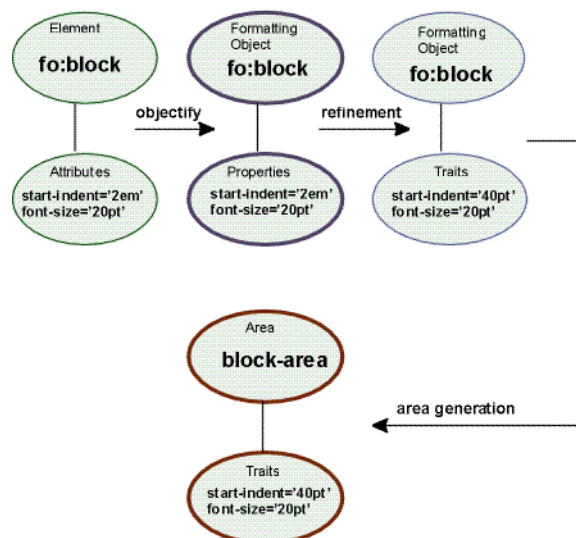 Element
fo:block
Formatting
Object
fo:block
Formatting
Object
fo:block
objectify
refinement
Attributes
start-indent='2em'
font-size='20pt'
Properties
start-indent='2em'
font-size='20pt'
Traits
start-indent='40pt'
font-size='20pt'
Area
block-area
area generation
Traits
start-indent='40pt'
font-size='20pt'